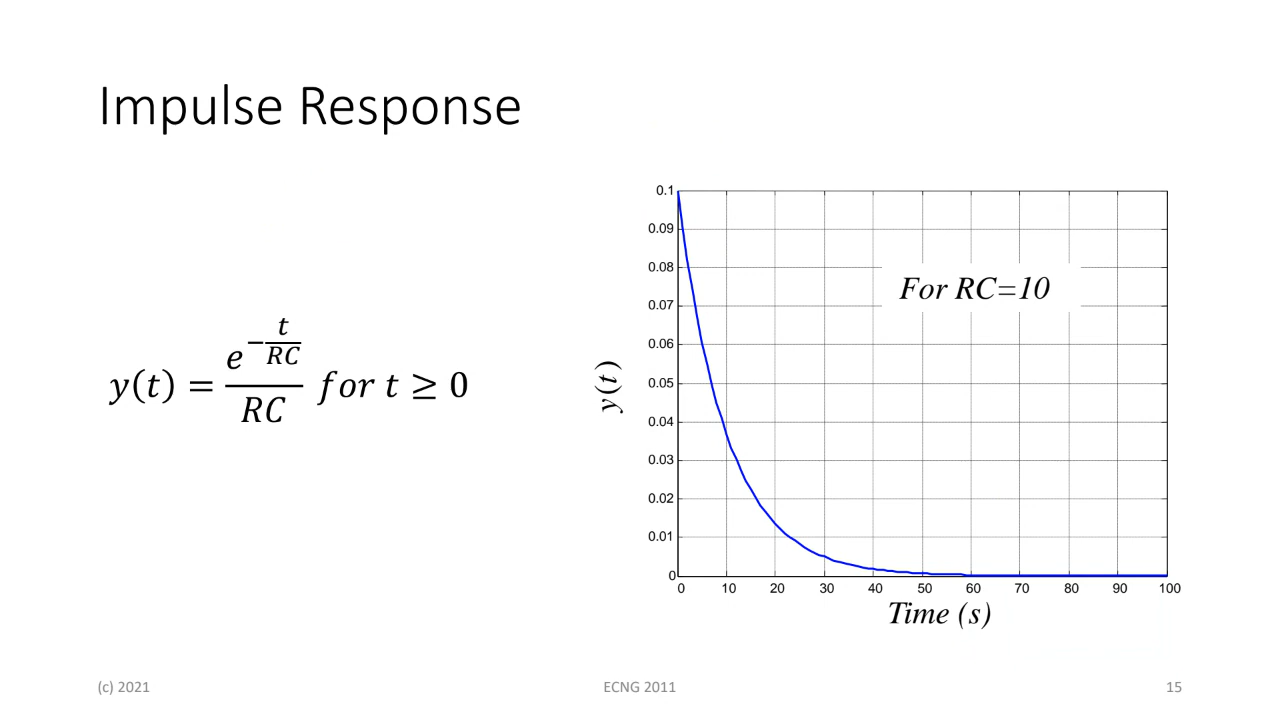 Impulse Response
y(t) = e^{-\frac{t}{RC}}/RC for t ≥ 0
0.1
0.09
0.08
0.07
0.06
0.05
0.04
0.03
0.02
0.01
0
y(t)
For RC=10
0 10 20 30 40 50 60 70 80 90 100
Time (s)
(c) 2021
ECNG 2011
15